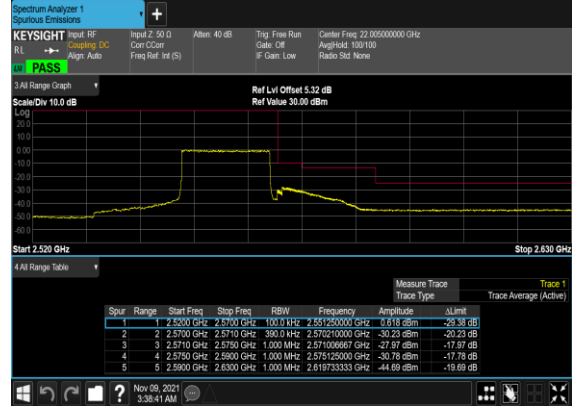 Spectrum Analyzer 1
Spurious Emissions
+
KEYSIGHT Input: RF Input Z: 50 Ω Atten: 40 dB Trig: Free Run Center Freq: 22.005000000 GHz
RL Coupling: DC Corr CCorr Gate: Off Avg|Hold: 100/100
Align: Auto Freq Ref: Int (S) IF Gain: Low Radio Std: None
PASS
3 All Range Graph
Ref Lvl Offset 5.32 dB
Scale/Div 10.0 dB Ref Value 30.00 dBm
Log
20.0
10.0
0.00
-10.0
-20.0
-30.0
-40.0
-50.0
-60.0
Start 2.520 GHz Stop 2.630 GHz
4 All Range Table
Measure Trace Trace 1
Trace Type Trace Average (Active)
Spur Range Start Freq Stop Freq RBW Frequency Amplitude ΔLimit
1 1 2.5200 GHz 2.5700 GHz 100.0 kHz 2.551250000 GHz 0.618 dBm -29.38 dB
2 2 2.5700 GHz 2.5710 GHz 390.0 kHz 2.570210000 GHz -30.23 dBm -20.23 dB
3 3 2.5710 GHz 2.5750 GHz 1.000 MHz 2.571006667 GHz -27.97 dBm -17.97 dB
4 4 2.5750 GHz 2.5900 GHz 1.000 MHz 2.575125000 GHz -30.78 dBm -17.78 dB
5 5 2.5900 GHz 2.6300 GHz 1.000 MHz 2.619733333 GHz -44.69 dBm -19.69 dB
? Nov 09, 2021
3:38:41 AM